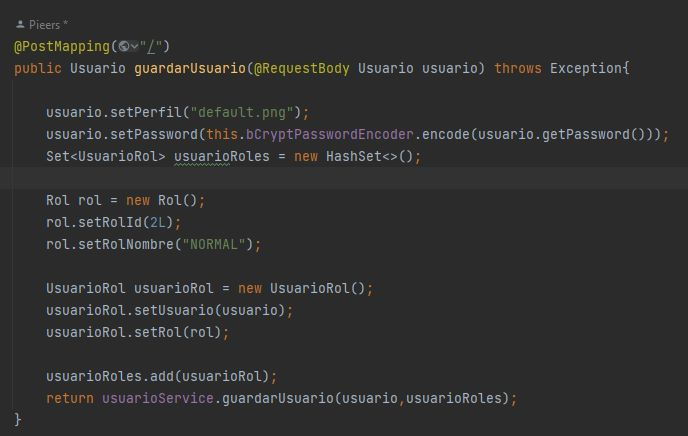 Pieers *
@PostMapping("/")
public Usuario guardarUsuario(@RequestBody Usuario usuario) throws Exception{
usuario.setPerfil("default.png");
usuario.setPassword(this.bCryptPasswordEncoder.encode(usuario.getPassword()));
Set<UsuarioRol> usuarioRoles = new HashSet<>();
Rol rol = new Rol();
rol.setRolId(2L);
rol.setRolNombre("NORMAL");
UsuarioRol usuarioRol = new UsuarioRol();
usuarioRol.setUsuario(usuario);
usuarioRol.setRol(rol);
usuarioRoles.add(usuarioRol);
return usuarioService.guardarUsuario(usuario,usuarioRoles);
}